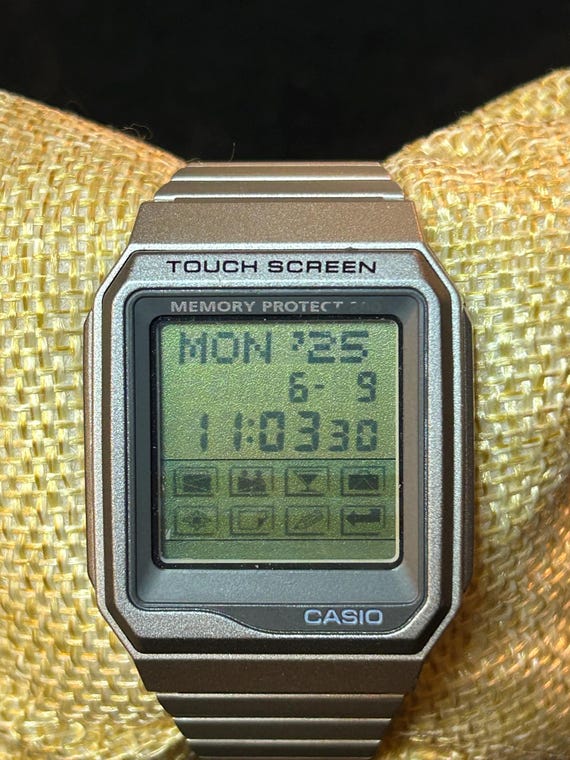 TOUCH SCREEN
MEMORY PROTECT
MON '25
6- 9
11:03 30
CASIO